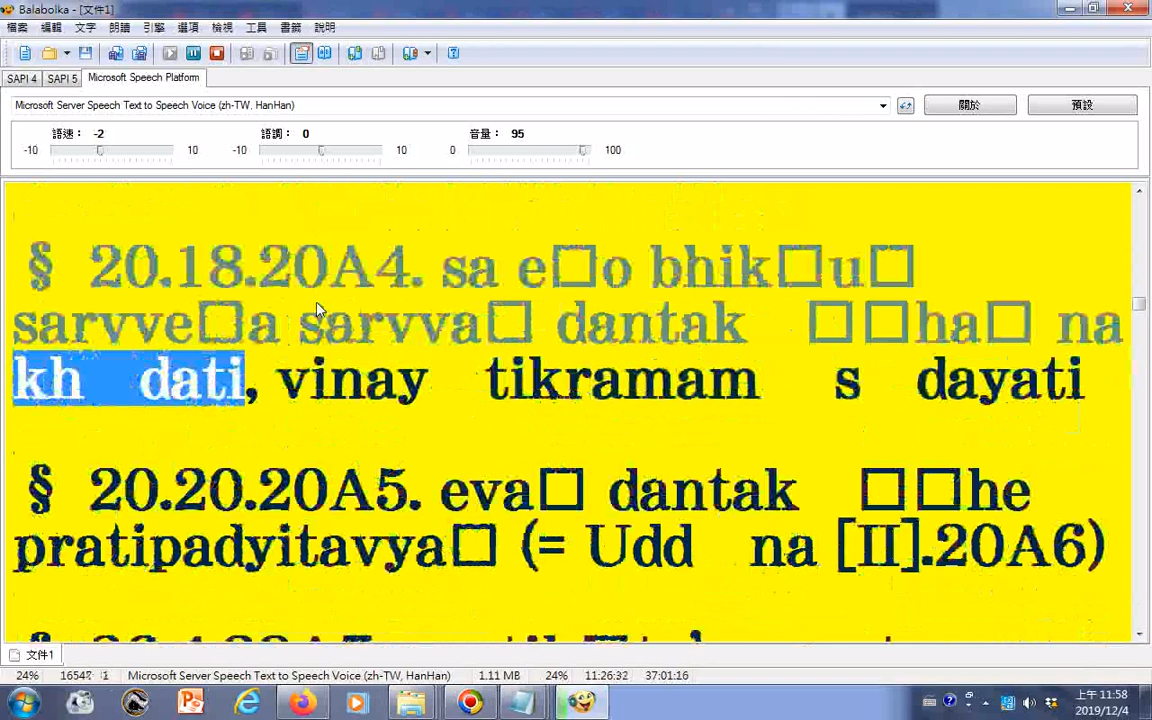 Balabolka - [文件1]
檔案 編輯 文字 朗讀 引擎 選項 檢視 工具 書籤 說明
SAPI 4 SAPI 5 Microsoft Speech Platform
Microsoft Server Speech Text to Speech Voice (zh-TW, HanHan) 關於 預設
語速： -2 語調： 0 音量： 95
-10 10 -10 10 0 100
§ 20.18.20A4. sa e□o bhik□u□
sarvve□a sarvva□ dantak □□ha□ na
kh dati, vinay tikramam s dayati
§ 20.20.20A5. eva□ dantak □□he
pratipadyitavya□ (= Udd na [II].20A6)
文件1
24% Microsoft Server Speech Text to Speech Voice (zh-TW, HanHan) 1.11 MB 24% 11:26:32 37:01:16
上午 11:58
2019/12/4